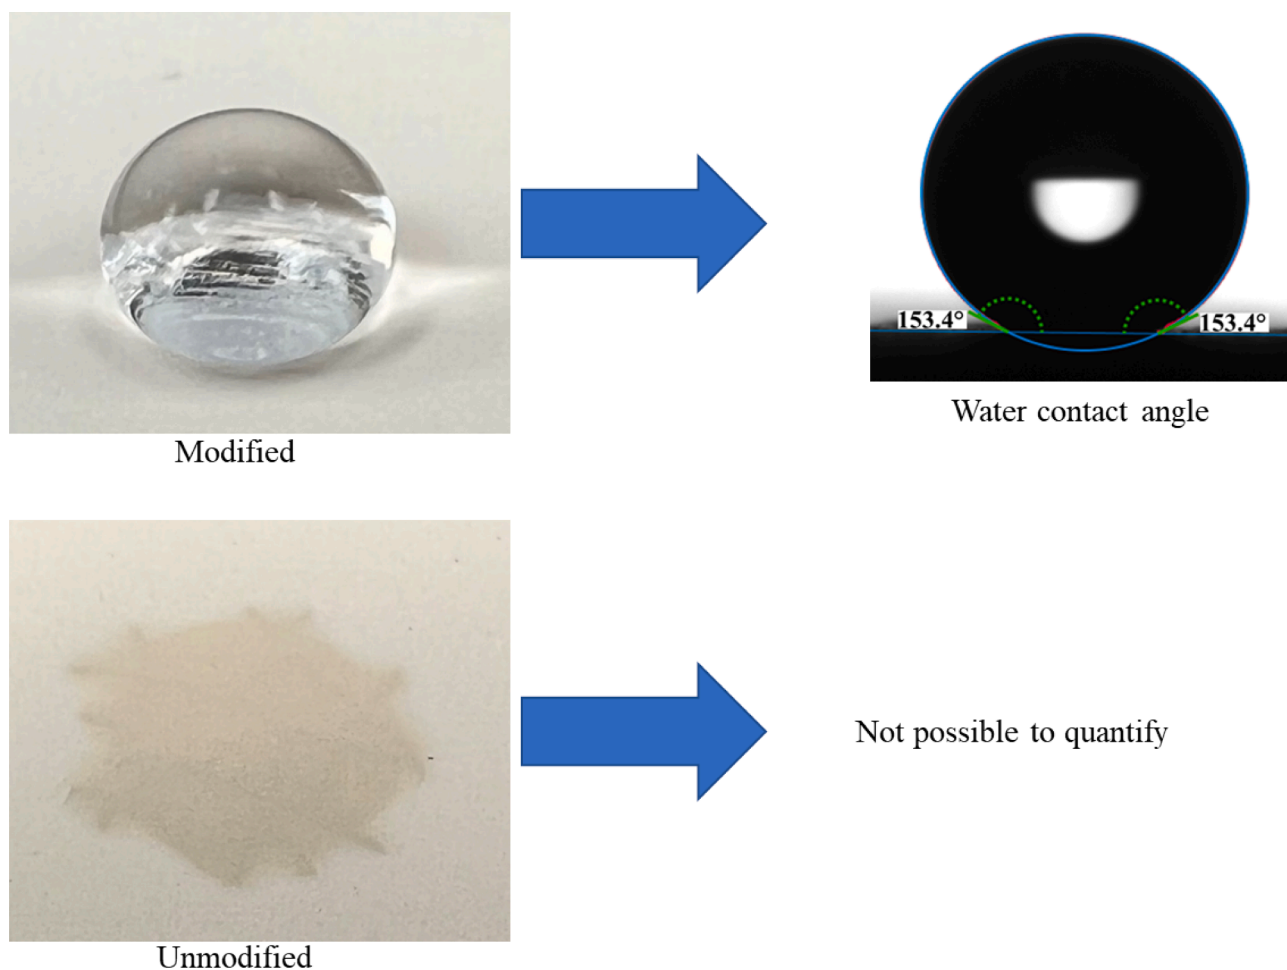 153.4°
153.4°
Water contact angle
Modified
Not possible to quantify
Unmodified